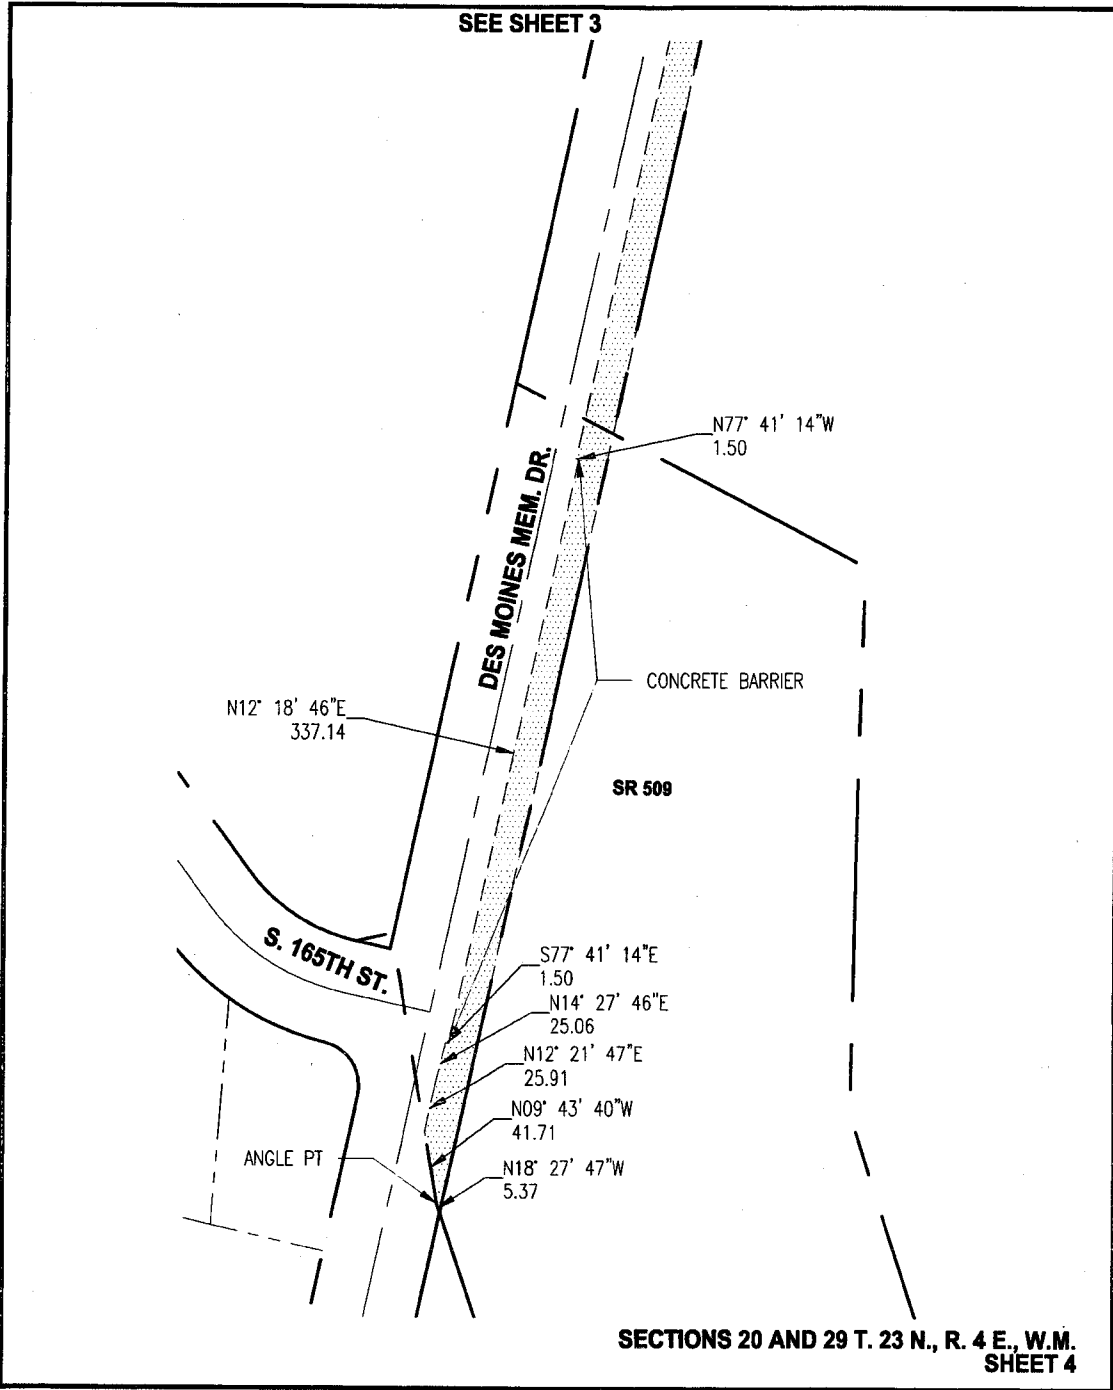 SEE SHEET 3
N77° 41' 14"W
1.50
DES MOINES MEM. DR.
CONCRETE BARRIER
N12° 18' 46"E
337.14
SR 509
S. 165TH ST.
S77° 41' 14"E
1.50
N14° 27' 46"E
25.06
N12° 21' 47"E
25.91
N09° 43' 40"W
41.71
ANGLE PT
N18° 27' 47"W
5.37
SECTIONS 20 AND 29 T. 23 N., R. 4 E., W.M.
SHEET 4